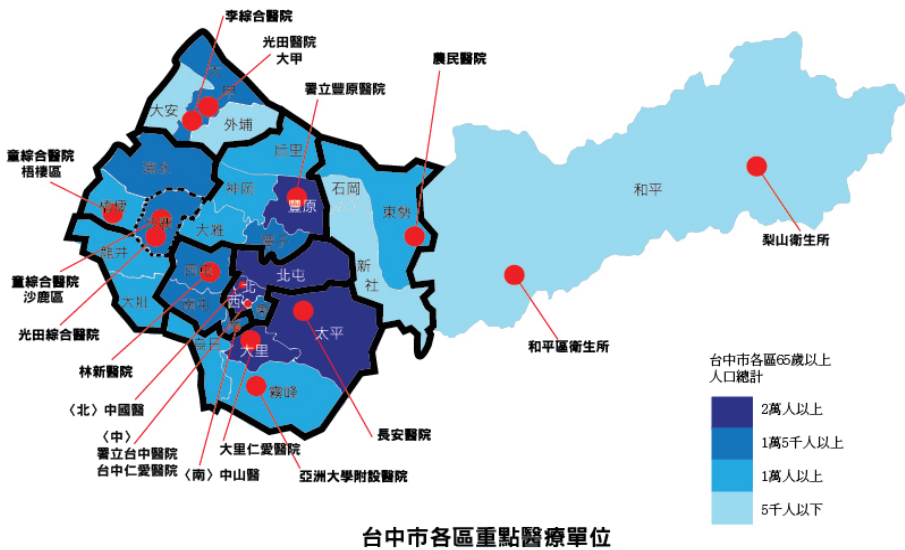 李綜合醫院
光田醫院
大甲
署立豐原醫院
農民醫院
大
甲
大安
外埔
后里
清水
童綜合醫院
梧棲區
梧棲
沙鹿
神岡
豐原
石岡
東勢
和平
大雅
潭子
龍井
新
社
梨山衛生所
童綜合醫院
沙鹿區
北屯
北
西
南屯
大肚
太平
光田綜合醫院
林新醫院
烏日
大里
和平區衛生所
霧峰
〈北〉中國醫
〈中〉
署立台中醫院
台中仁愛醫院
〈南〉中山醫
大里仁愛醫院
亞洲大學附設醫院
長安醫院
台中市各區65歲以上
人口總計
2萬人以上
1萬5千人以上
1萬人以上
5千人以下
台中市各區重點醫療單位